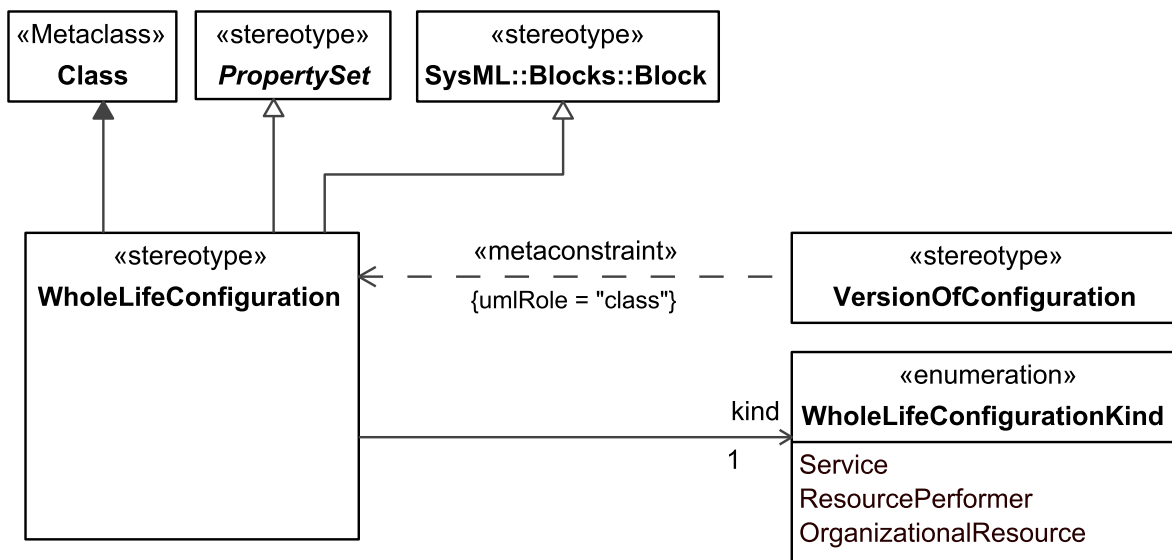 «Metaclass»
Class
«stereotype»
PropertySet
«stereotype»
SysML::Blocks::Block
«stereotype»
WholeLifeConfiguration
«metaconstraint»
{umlRole = "class"}
«stereotype»
VersionOfConfiguration
kind
1
«enumeration»
WholeLifeConfigurationKind
Service
ResourcePerformer
OrganizationalResource